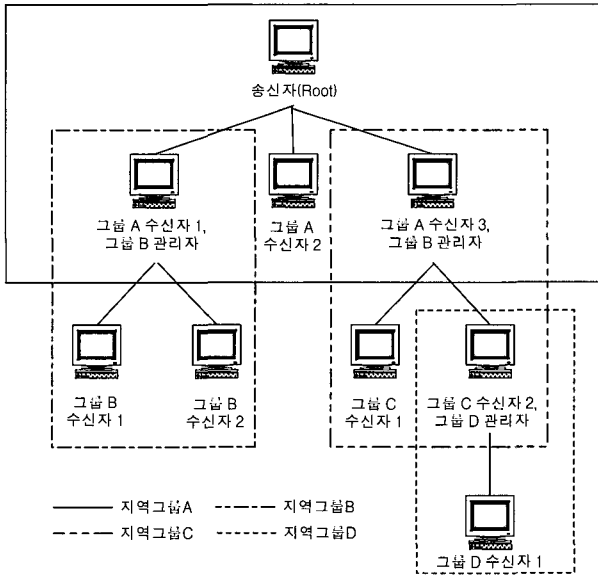 송신자(Root)
그룹 A 수신자 1,
그룹 B 관리자
그룹 A
수신자 2
그룹 A 수신자 3,
그룹 B 관리자
그룹 B
수신자 1
그룹 B
수신자 2
그룹 C
수신자 1
그룹 C 수신자 2,
그룹 D 관리자
지역그룹A
지역그룹B
지역그룹C
지역그룹D
그룹 D 수신자 1